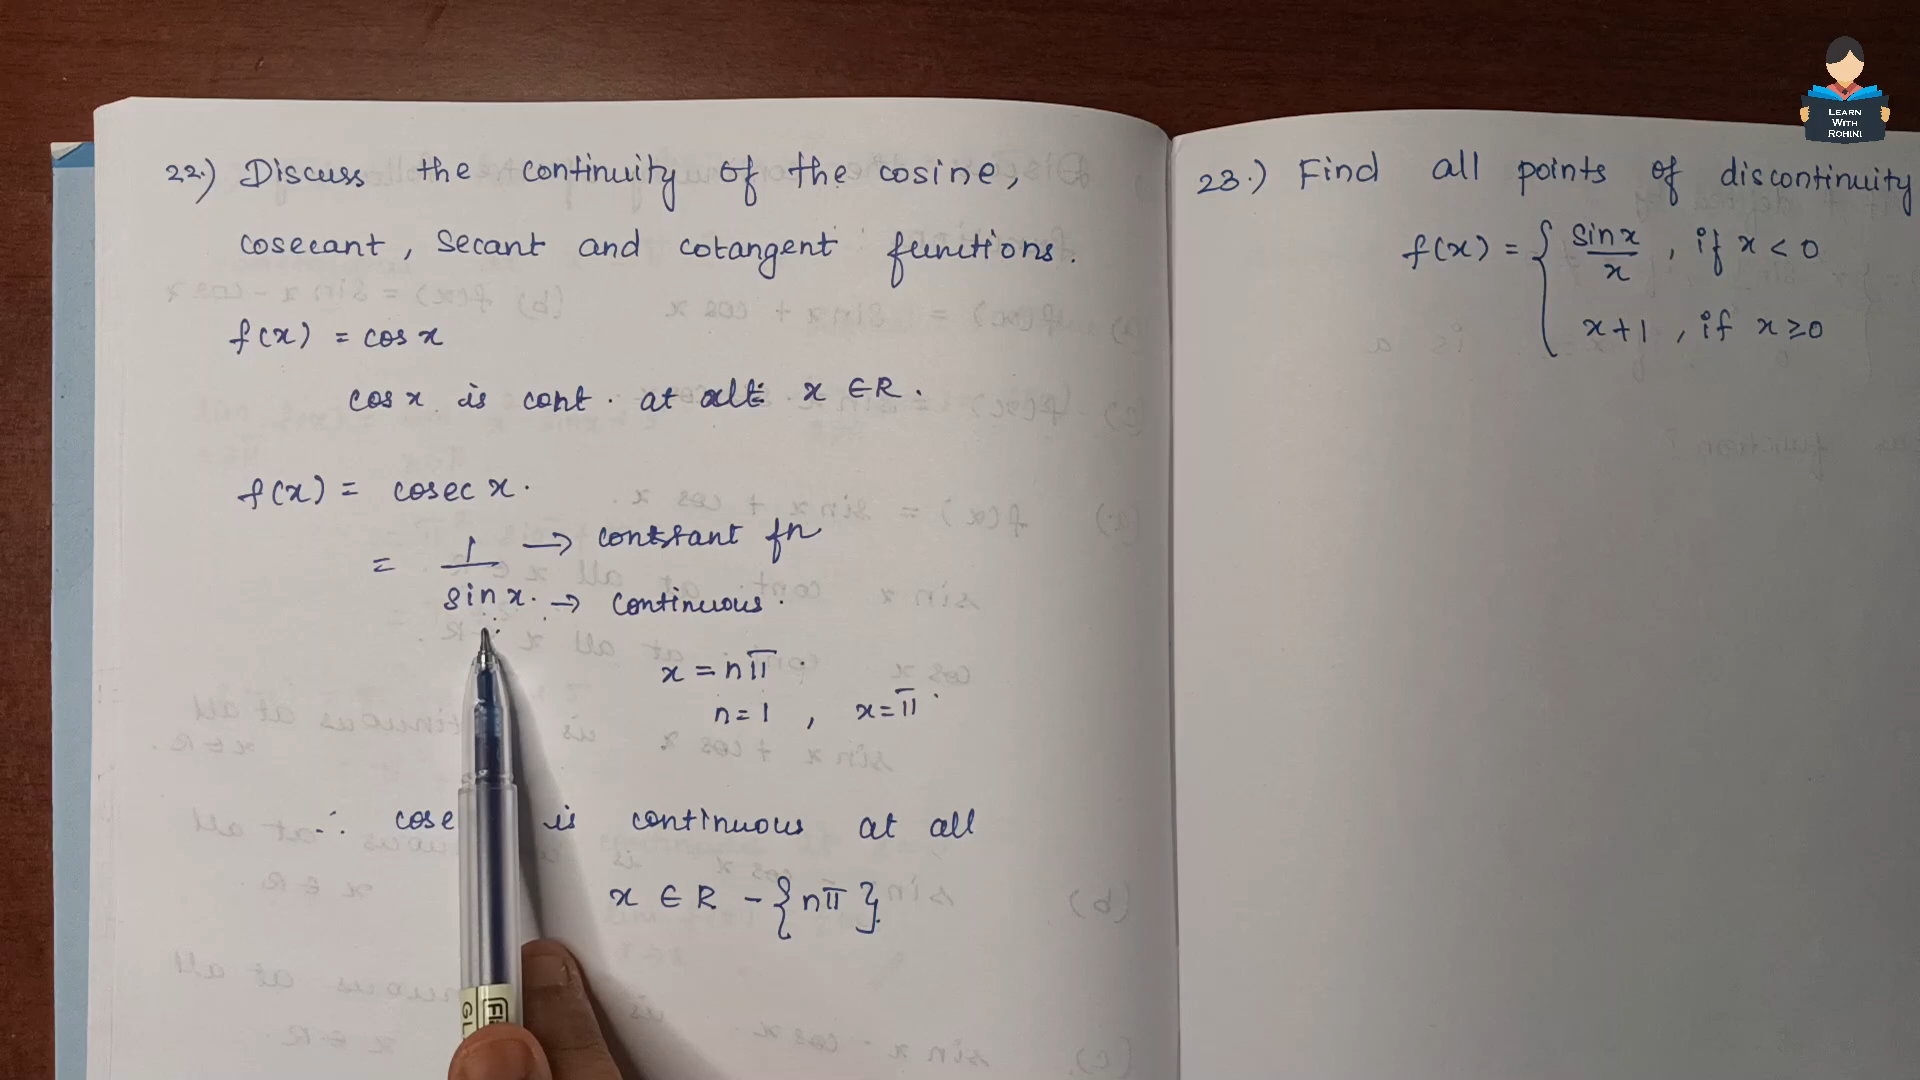 22.) Discuss the continuity of the cosine,
cosecant, secant and cotangent functions.
f(x) = cos x
cos x is cont. at all x ∈ R.
f(x) = cosec x.
= 1/sin x. → constant fn
→ continuous.
x = nπ
n = 1, x = π
∴ is continuous at all
x ∈ R - {nπ}
23.) Find all points of discontinuity
f(x) = { sin x / x, if x < 0
x + 1, if x ≥ 0
LEARN
WITH
ROHINI